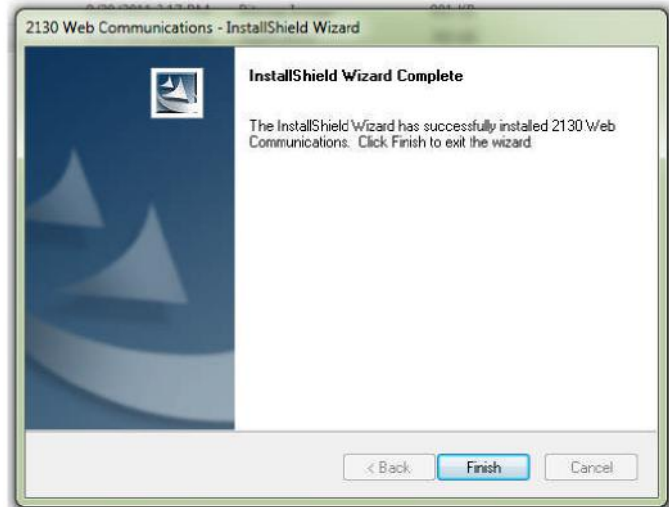 2130 Web Communications - InstallShield Wizard
InstallShield Wizard Complete
The InstallShield Wizard has successfully installed 2130 Web
Communications. Click Finish to exit the wizard.
< Back
Finish
Cancel